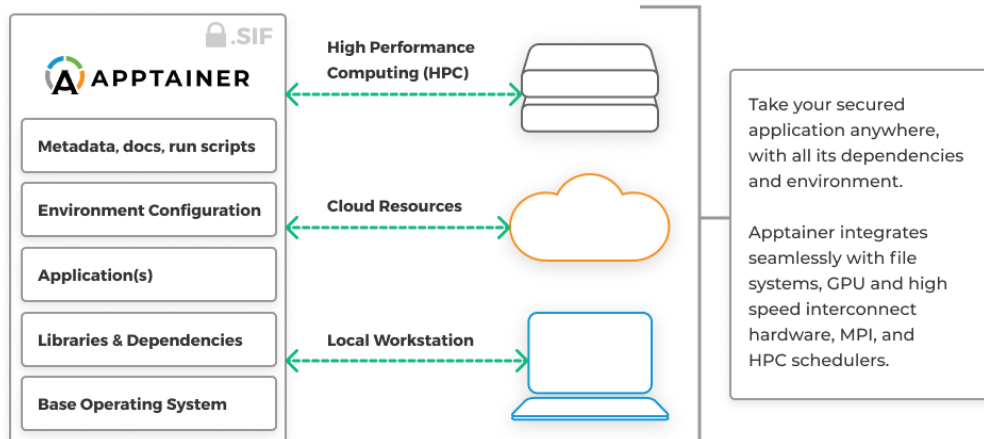 .SIF
APPTAINER
Metadata, docs, run scripts
Environment Configuration
Application(s)
Libraries & Dependencies
Base Operating System
High Performance
Computing (HPC)
Cloud Resources
Local Workstation
Take your secured
application anywhere,
with all its dependencies
and environment.
Apptainer integrates
seamlessly with file
systems, GPU and high
speed interconnect
hardware, MPI, and
HPC schedulers.